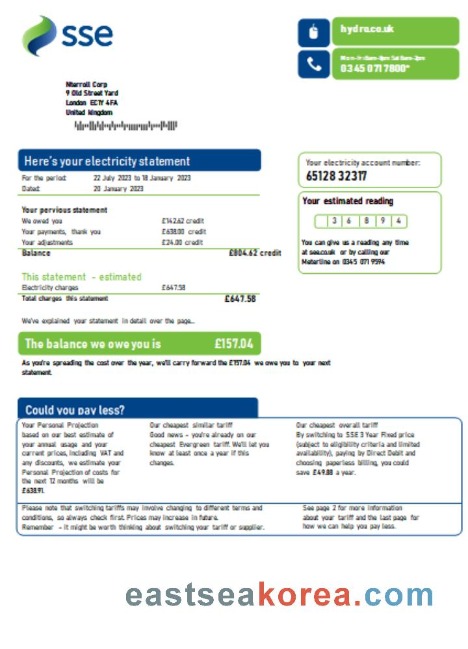 sse
hydro.co.uk
Mon-Fri 8am-8pm Sat 8am-2pm
0345 071 7800*
Nterroll Corp
9 Old Street Yard
London EC1Y 4FA
United Kingdom
Here's your electricity statement
For the period: 22 July 2023 to 18 January 2023
Dated: 20 January 2023
Your electricity account number:
65128 32317
Your estimated reading
3 6 8 9 4
You can give us a reading any time
at sse.co.uk or by calling our
Meterline on 0345 071 9594
Your pervious statement
We owed you £142.62 credit
Your payments, thank you £638.00 credit
Your adjustments £24.00 credit
Balance £804.62 credit
This statement - estimated
Electricity charges £647.58
Total charges this statement £647.58
We've explained your statement in detail over the page..
The balance we owe you is £157.04
As you're spreading the cost over the year, we'll carry forward the £157.04 we owe you to your next
statement.
Could you pay less?
Your Personal Projection
based on our best estimate of
your annual usage and your
current prices, including VAT and
any discounts, we estimate your
Personal Projection of costs for
the next 12 months will be
£638.91.
Our cheapest similar tariff
Good news - you're already on our
cheapest Evergreen tariff. We'll let you
know at least once a year if this
changes.
Our cheapest overall tariff
By switching to SSE 3 Year Fixed price
(subject to eligibility criteria and limited
availability), paying by Direct Debit and
choosing paperless billing, you could
save £49.88 a year.
Please note that switching tariffs may involve changing to different terms and
conditions, so always check first. Prices may increase in future.
Remember - it might be worth thinking about switching your tariff or supplier.
See page 2 for more information
about your tariff and the last page for
how we can help you pay less.
eastseakorea.com